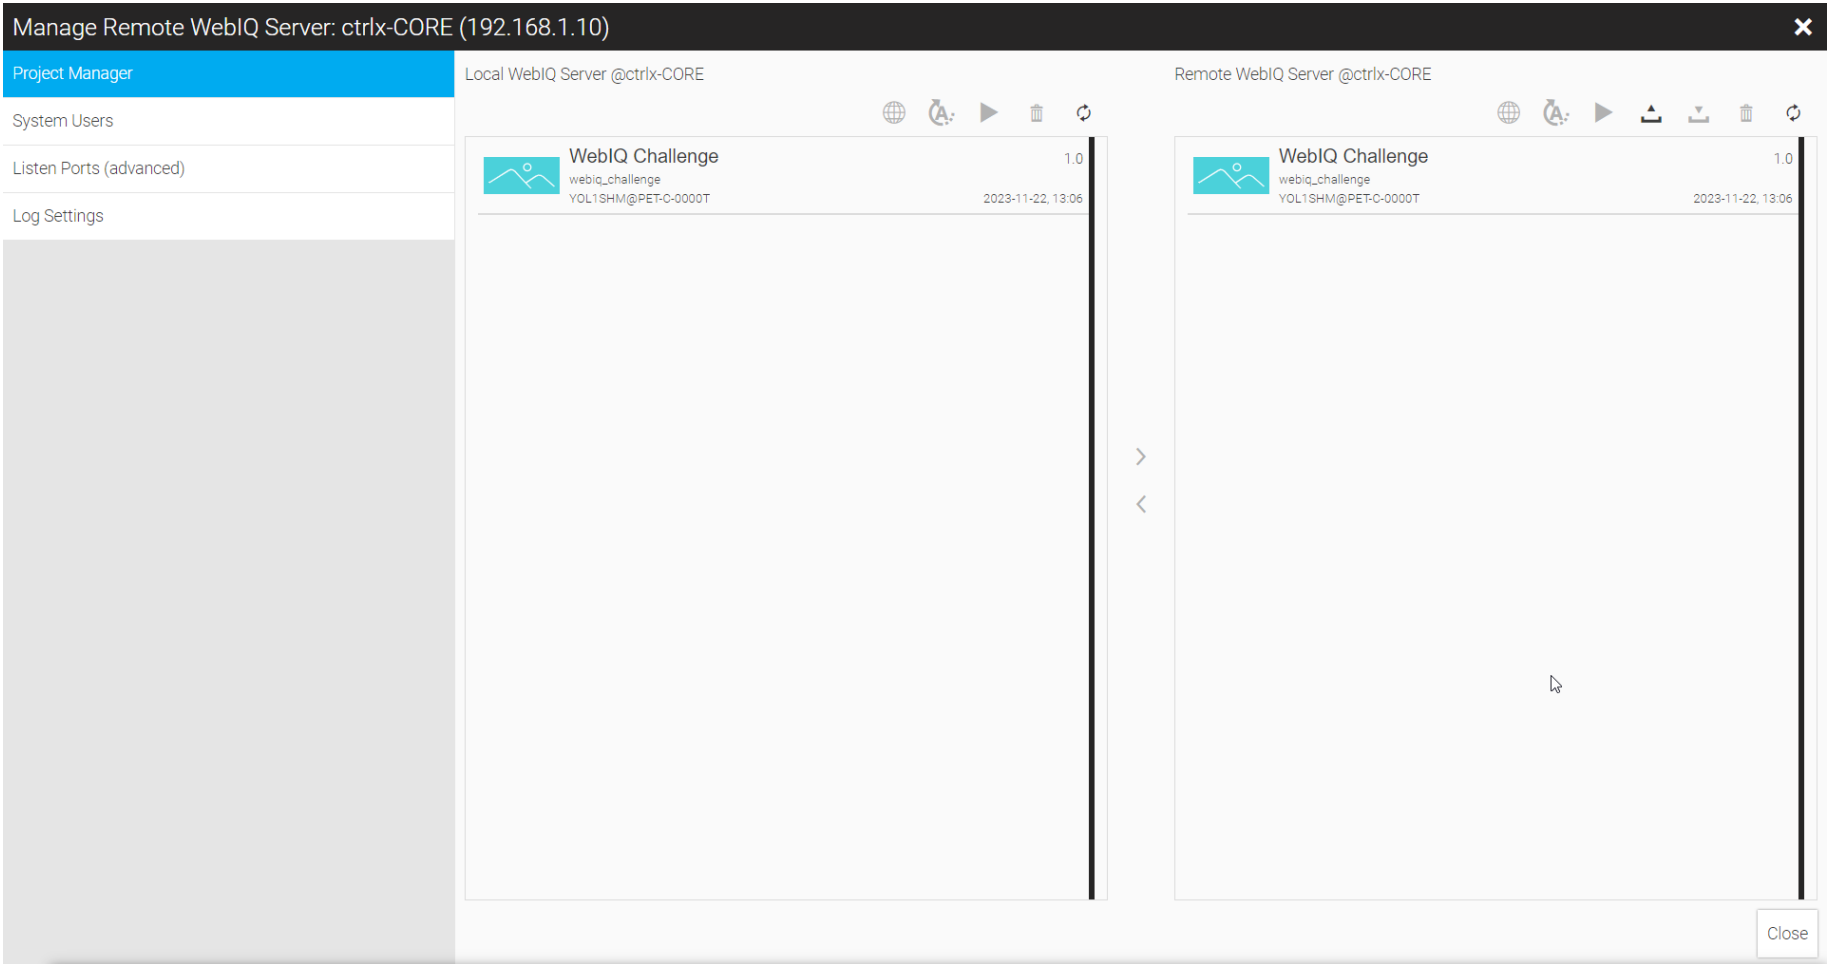 Manage Remote WebIQ Server: ctrlx-CORE (192.168.1.10)
Project Manager
System Users
Listen Ports (advanced)
Log Settings
Local WebIQ Server @ctrlx-CORE
WebIQ Challenge
1.0
webiq_challenge
YOL1SHM@PET-C-0000T
2023-11-22, 13:06
Remote WebIQ Server @ctrlx-CORE
WebIQ Challenge
1.0
webiq_challenge
YOL1SHM@PET-C-0000T
2023-11-22, 13:06
Close